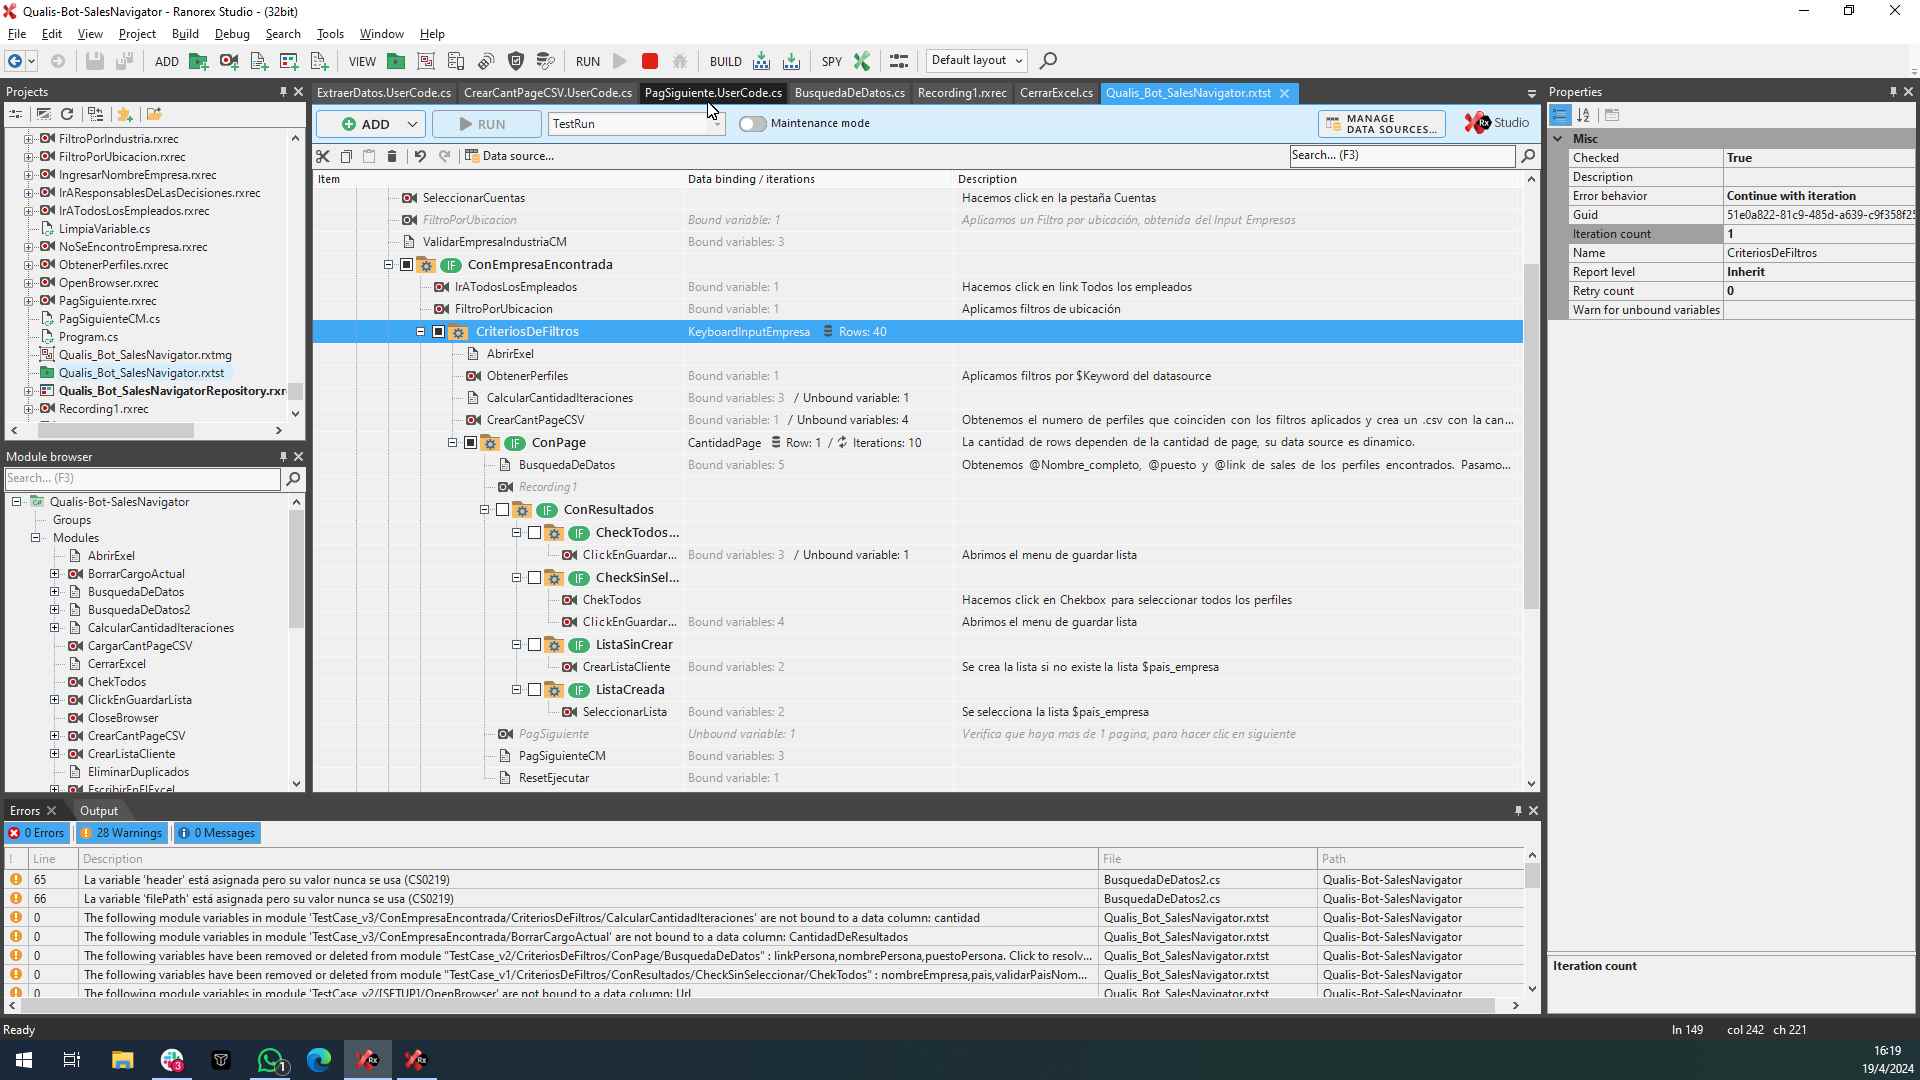 Qualis-Bot-SalesNavigator - Ranorex Studio - (32bit)
File Edit View Project Build Debug Search Tools Window Help
ADD VIEW RUN BUILD SPY Default layout
Projects
FiltroPorIndustria.rxrec
FiltroPorUbicacion.rxrec
IngresarNombreEmpresa.rxrec
IrAResponsablesDeLasDecisiones.rxrec
IrATodosLosEmpleados.rxrec
LimpiaVariable.cs
NoSeEncontroEmpresa.rxrec
ObtenerPerfiles.rxrec
OpenBrowser.rxrec
PagSiguiente.rxrec
PagSiguienteCM.cs
Program.cs
Qualis_Bot_SalesNavigator.rxtmg
Qualis_Bot_SalesNavigator.rxtst
Qualis_Bot_SalesNavigatorRepository.rxr
Recording1.rxrec
Module browser
Search... (F3)
Qualis-Bot-SalesNavigator
Groups
Modules
AbrirExel
BorrarCargoActual
BusquedaDeDatos
BusquedaDeDatos2
CalcularCantidadIteraciones
CargarCantPageCSV
CerrarExcel
ChekTodos
ClickEnGuardarLista
CloseBrowser
CrearCantPageCSV
CrearListaCliente
EliminarDuplicados
EscribirEnElExcel
ExtraerDatos.UserCode.cs CrearCantPageCSV.UserCode.cs PagSiguiente.UserCode.cs BusquedaDeDatos.cs Recording1.rxrec CerrarExcel.cs Qualis_Bot_SalesNavigator.rxtst
ADD RUN TestRun Maintenance mode MANAGE DATA SOURCES... Rx Studio
Data source... Search... (F3)
Item Data binding / iterations Description
SeleccionarCuentas Hacemos click en la pestaña Cuentas
FiltroPorUbicacion Bound variable: 1 Aplicamos un Filtro por ubicación, obtenida del Input Empresas
ValidarEmpresaIndustriaCM Bound variables: 3
IF ConEmpresaEncontrada
IrATodosLosEmpleados Bound variable: 1 Hacemos click en link Todos los empleados
FiltroPorUbicacion Bound variable: 1 Aplicamos filtros de ubicación
CriteriosDeFiltros KeyboardInputEmpresa Rows: 40
AbrirExel
ObtenerPerfiles Bound variable: 1 Aplicamos filtros por $Keyword del datasource
CalcularCantidadIteraciones Bound variables: 3 / Unbound variable: 1
CrearCantPageCSV Bound variable: 1 / Unbound variables: 4 Obtenemos el numero de perfiles que coinciden con los filtros aplicados y crea un .csv con la can...
IF ConPage CantidadPage Row: 1 / Iterations: 10 La cantidad de rows dependen de la cantidad de page, su data source es dinamico.
BusquedaDeDatos Bound variables: 5 Obtenemos @Nombre_completo, @puesto y @link de sales de los perfiles encontrados. Pasamo...
Recording1
IF ConResultados
IF CheckTodos...
ClickEnGuardar... Bound variables: 3 / Unbound variable: 1 Abrimos el menu de guardar lista
IF CheckSinSel...
ChekTodos Hacemos click en Chekbox para seleccionar todos los perfiles
ClickEnGuardar... Bound variables: 4 Abrimos el menu de guardar lista
IF ListaSinCrear
CrearListaCliente Bound variables: 2 Se crea la lista si no existe la lista $pais_empresa
IF ListaCreada
SeleccionarLista Bound variables: 2 Se selecciona la lista $pais_empresa
PagSiguiente Unbound variable: 1 Verifica que haya mas de 1 pagina, para hacer clic en siguiente
PagSiguienteCM Bound variables: 3
ResetEjecutar Bound variable: 1
Properties
Misc
Checked True
Description
Error behavior Continue with iteration
Guid 51e0a822-81c9-485d-a639-c9f358f25
Iteration count 1
Name CriteriosDeFiltros
Report level Inherit
Retry count 0
Warn for unbound variables
Iteration count
Errors Output
0 Errors 28 Warnings 0 Messages
! Line Description File Path
65 La variable 'header' está asignada pero su valor nunca se usa (CS0219) BusquedaDeDatos2.cs Qualis-Bot-SalesNavigator
66 La variable 'filePath' está asignada pero su valor nunca se usa (CS0219) BusquedaDeDatos2.cs Qualis-Bot-SalesNavigator
0 The following module variables in module 'TestCase_v3/ConEmpresaEncontrada/CriteriosDeFiltros/CalcularCantidadIteraciones' are not bound to a data column: cantidad Qualis_Bot_SalesNavigator.rxtst Qualis-Bot-SalesNavigator
0 The following module variables in module 'TestCase_v3/ConEmpresaEncontrada/BorrarCargoActual' are not bound to a data column: CantidadDeResultados Qualis_Bot_SalesNavigator.rxtst Qualis-Bot-SalesNavigator
0 The following variables have been removed or deleted from module "TestCase_v2/CriteriosDeFiltros/ConPage/BusquedaDeDatos" : linkPersona,nombrePersona,puestoPersona. Click to resolv... Qualis_Bot_SalesNavigator.rxtst Qualis-Bot-SalesNavigator
0 The following variables have been removed or deleted from module "TestCase_v1/CriteriosDeFiltros/ConResultados/CheckSinSeleccionar/ChekTodos" : nombreEmpresa,pais,validarPaisNom... Qualis_Bot_SalesNavigator.rxtst Qualis-Bot-SalesNavigator
0 The following module variables in module 'TestCase_v2/[SETUP]/OpenBrowser' are not bound to a data column: Url Qualis_Bot_SalesNavigator.rxtst Qualis-Bot-SalesNavigator
Ready ln 149 col 242 ch 221
3
1
Rx
Rx
16:19
19/4/2024